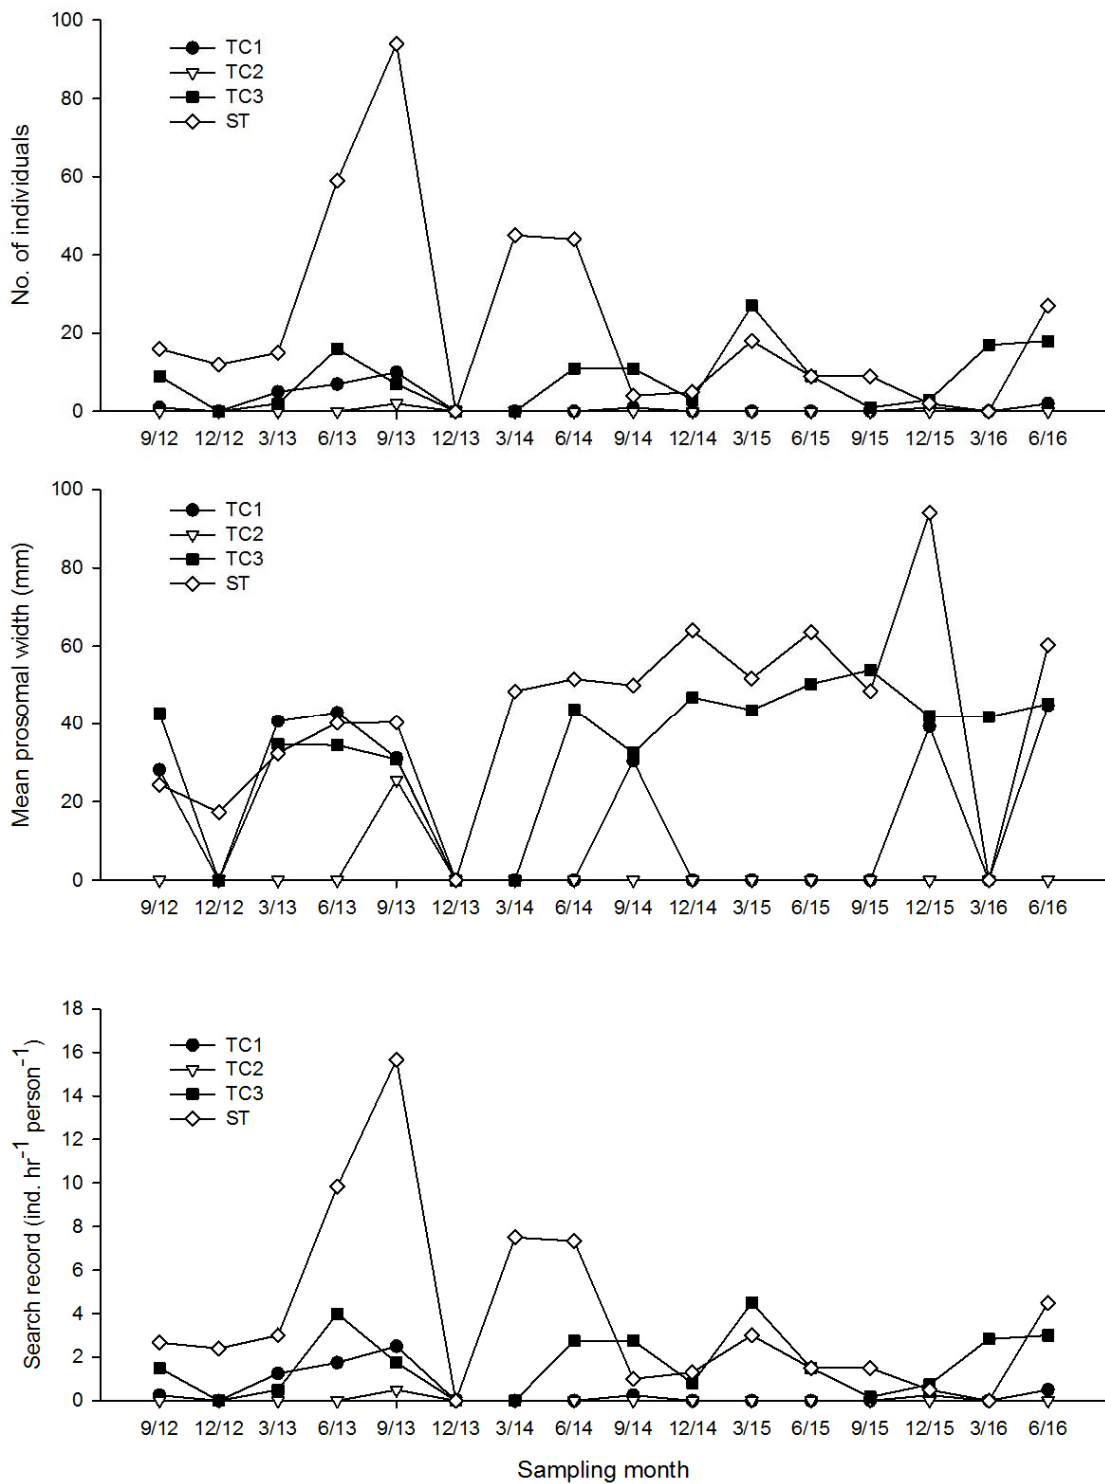 100
80
60
40
20
0
No. of individuals
TC1
TC2
TC3
ST
9/12 12/12 3/13 6/13 9/13 12/13 3/14 6/14 9/14 12/14 3/15 6/15 9/15 12/15 3/16 6/16
100
80
60
40
20
0
Mean prosomal width (mm)
TC1
TC2
TC3
ST
9/12 12/12 3/13 6/13 9/13 12/13 3/14 6/14 9/14 12/14 3/15 6/15 9/15 12/15 3/16 6/16
18
16
14
12
10
8
6
4
2
0
Search record (ind. hr⁻¹ person⁻¹)
TC1
TC2
TC3
ST
9/12 12/12 3/13 6/13 9/13 12/13 3/14 6/14 9/14 12/14 3/15 6/15 9/15 12/15 3/16 6/16
Sampling month